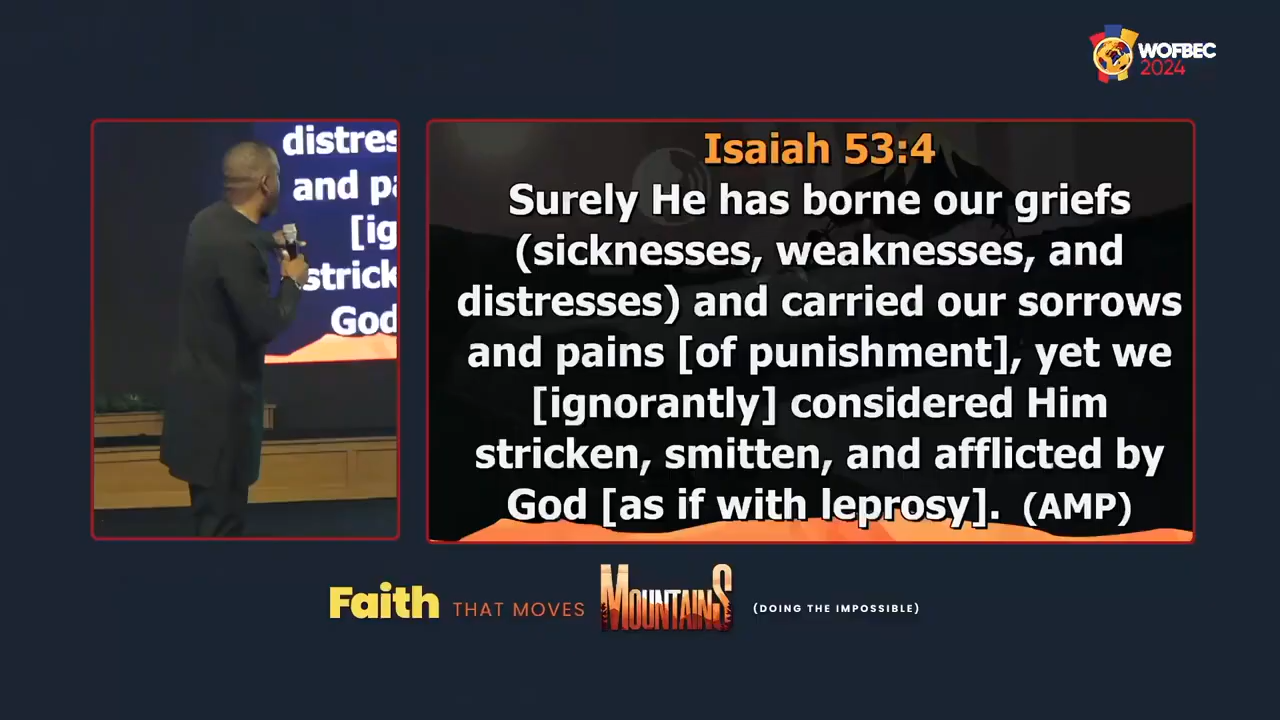 WOFBEC
2024
distres
and pa
[ig
strick
God
Isaiah 53:4
Surely He has borne our griefs
(sicknesses, weaknesses, and
distresses) and carried our sorrows
and pains [of punishment], yet we
[ignorantly] considered Him
stricken, smitten, and afflicted by
God [as if with leprosy]. (AMP)
Faith THAT MOVES MOUNTAINS (DOING THE IMPOSSIBLE)